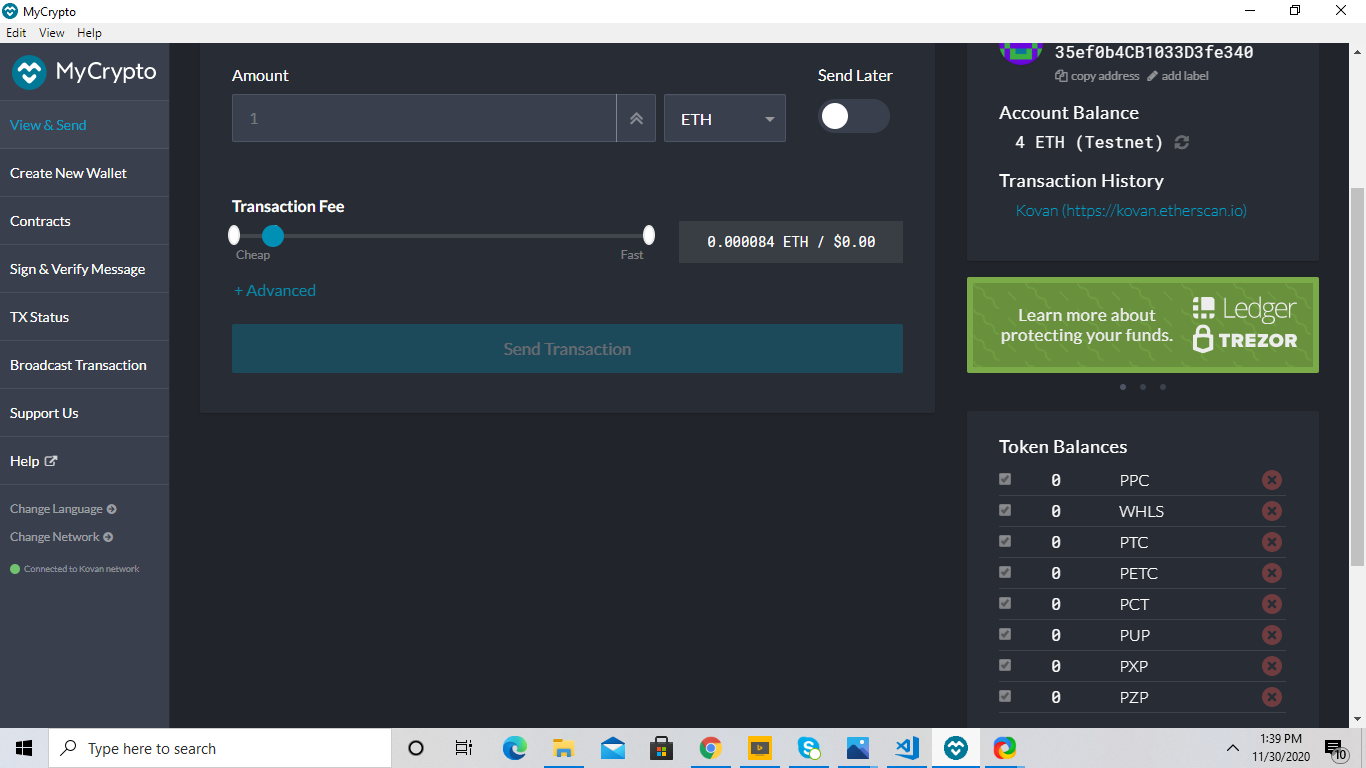 MyCrypto
Edit View Help
MyCrypto
View & Send
Create New Wallet
Contracts
Sign & Verify Message
TX Status
Broadcast Transaction
Support Us
Help
Change Language
Change Network
Connected to Kovan network
Amount
Send Later
1
ETH
Transaction Fee
Cheap
Fast
0.000084 ETH / $0.00
+ Advanced
Send Transaction
35ef0b4CB1033D3fe340
copy address add label
Account Balance
4 ETH (Testnet)
Transaction History
Kovan (https://kovan.etherscan.io)
Learn more about
protecting your funds.
Ledger
TREZOR
Token Balances
0 PPC
0 WHLS
0 PTC
0 PETC
0 PCT
0 PUP
0 PXP
0 PZP
Type here to search
1:39 PM
11/30/2020
10